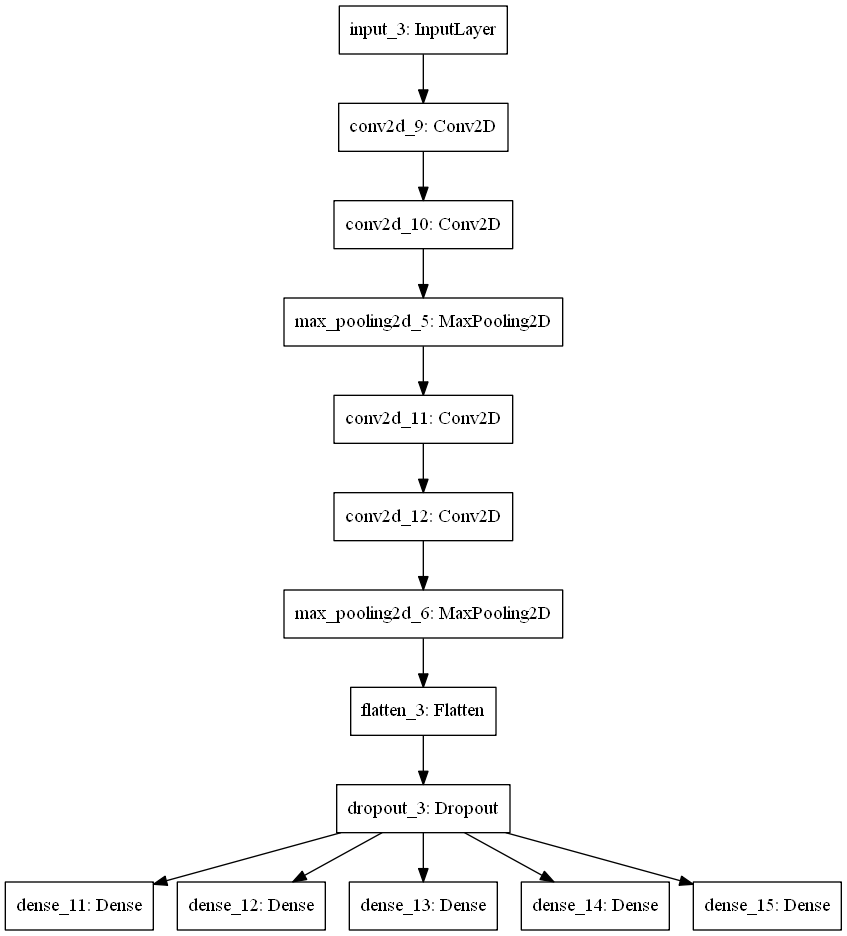 input_3: InputLayer
conv2d_9: Conv2D
conv2d_10: Conv2D
max_pooling2d_5: MaxPooling2D
conv2d_11: Conv2D
conv2d_12: Conv2D
max_pooling2d_6: MaxPooling2D
flatten_3: Flatten
dropout_3: Dropout
dense_11: Dense
dense_12: Dense
dense_13: Dense
dense_14: Dense
dense_15: Dense